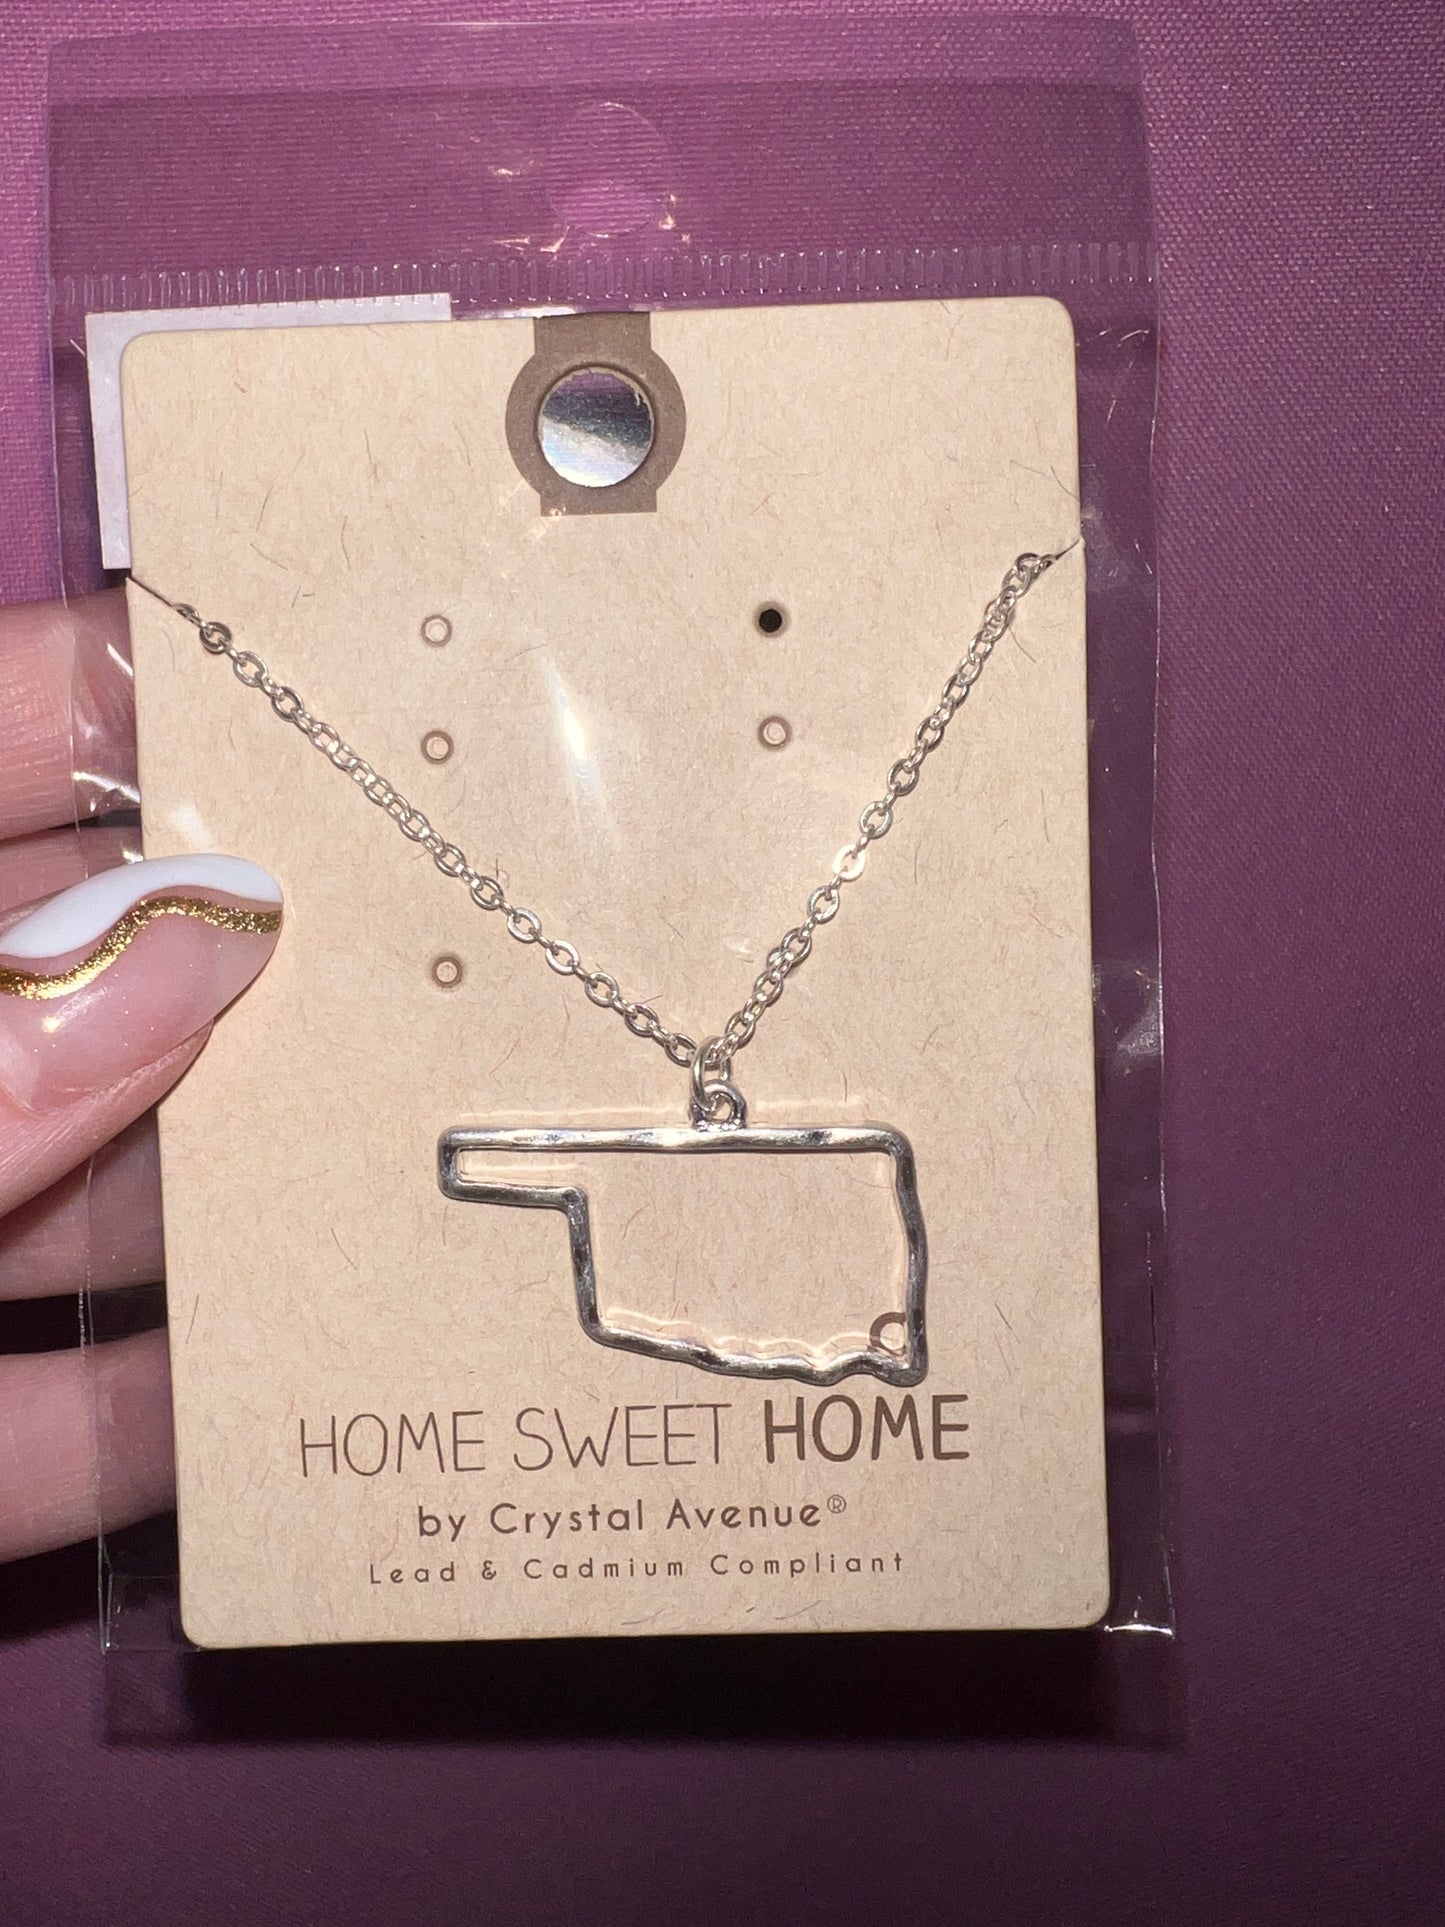 HOME SWEET HOME
by Crystal Avenue®
Lead & Cadmium Compliant